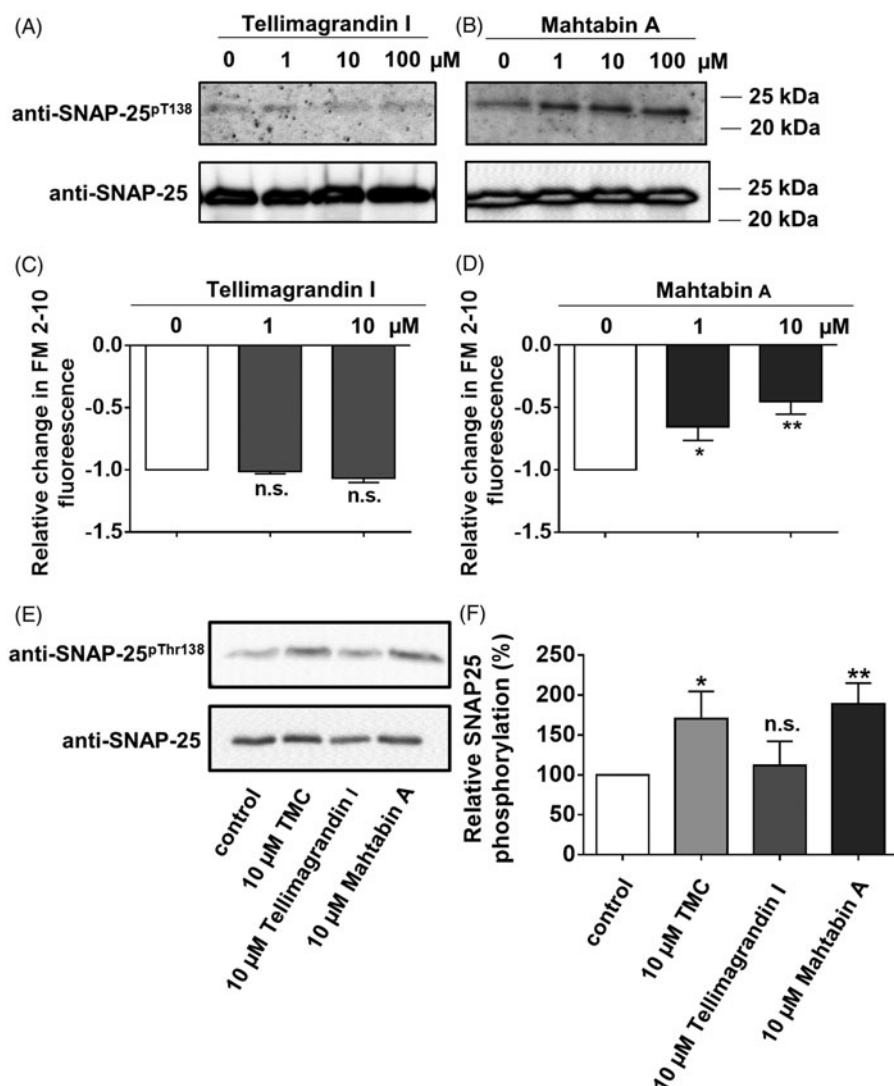 (A)
Tellimagrandin I
0 1 10 100 µM
anti-SNAP-25pT138
anti-SNAP-25
(B)
Mahtabin A
0 1 10 100 µM
25 kDa
20 kDa
25 kDa
20 kDa
(C)
Tellimagrandin I
0 1 10 µM
Relative change in FM 2-10
fluoreescence
0.0
-0.5
-1.0
-1.5
n.s.
n.s.
(D)
Mahtabin A
0 1 10 µM
Relative change in FM 2-10
fluoreescence
0.0
-0.5
-1.0
-1.5
*
**
(E)
anti-SNAP-25pThr138
anti-SNAP-25
control
10 µM TMC
10 µM Tellimagrandin I
10 µM Mahtabin A
(F)
Relative SNAP25
phosphorylation (%)
250
200
150
100
50
0
*
n.s.
**
control
10 µM TMC
10 µM Tellimagrandin I
10 µM Mahtabin A